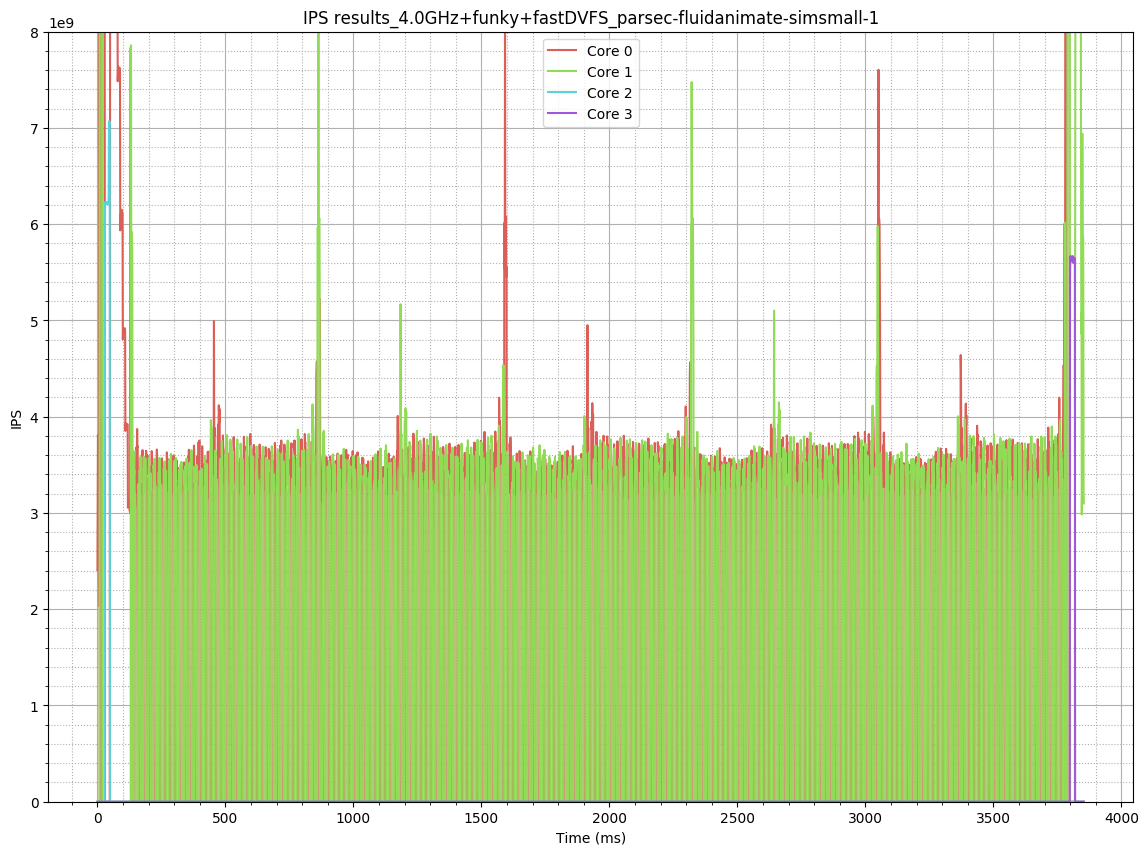 IPS results_4.0GHz+funky+fastDVFS_parsec-fluidanimate-simsmall-1
1e9
Core 0
Core 1
Core 2
Core 3
8
7
6
5
4
3
2
1
0
IPS
0 500 1000 1500 2000 2500 3000 3500 4000
Time (ms)